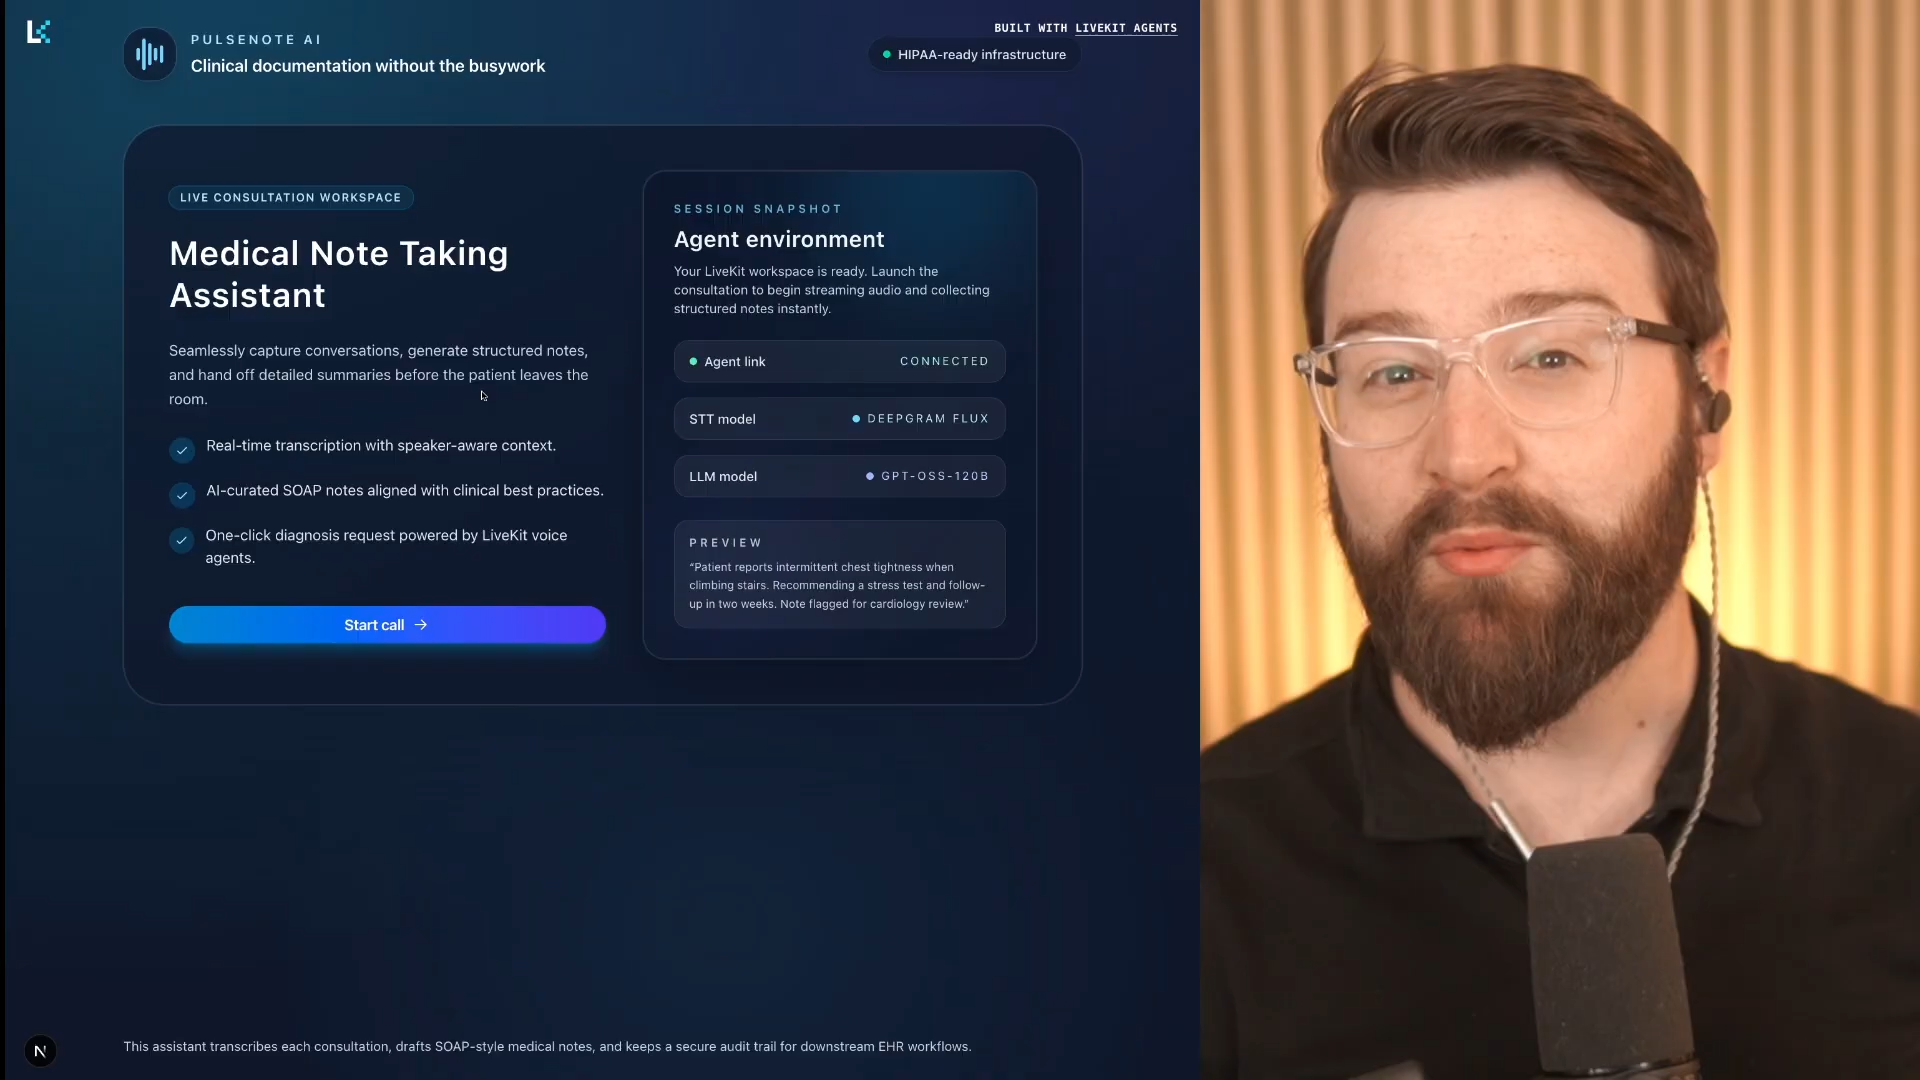 BUILT WITH LIVEKIT AGENTS
PULSENOTE AI
Clinical documentation without the busywork
HIPAA-ready infrastructure
LIVE CONSULTATION WORKSPACE
Medical Note Taking
Assistant
Seamlessly capture conversations, generate structured notes,
and hand off detailed summaries before the patient leaves the
room.
Real-time transcription with speaker-aware context.
AI-curated SOAP notes aligned with clinical best practices.
One-click diagnosis request powered by LiveKit voice
agents.
Start call
SESSION SNAPSHOT
Agent environment
Your LiveKit workspace is ready. Launch the
consultation to begin streaming audio and collecting
structured notes instantly.
Agent link CONNECTED
STT model DEEPGRAM FLUX
LLM model GPT-OSS-120B
PREVIEW
“Patient reports intermittent chest tightness when
climbing stairs. Recommending a stress test and follow-
up in two weeks. Note flagged for cardiology review.”
N
This assistant transcribes each consultation, drafts SOAP-style medical notes, and keeps a secure audit trail for downstream EHR workflows.